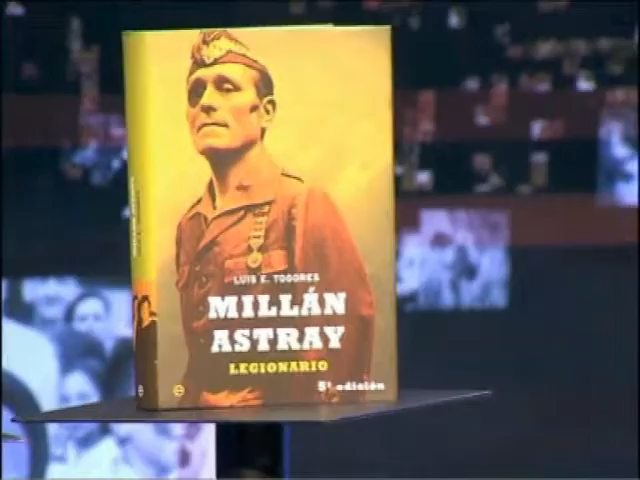 LUIS E. TOGORES
MILLÁN
ASTRAY
LEGIONARIO
5ª edición